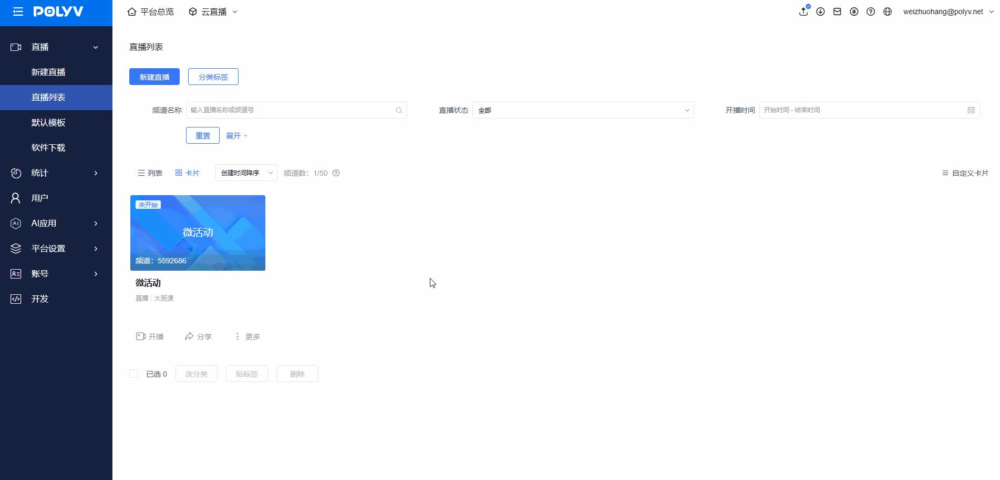 POLYV
平台总览
云直播
weizhuohang@polyv.net
直播
新建直播
直播列表
默认模板
软件下载
统计
用户
AI应用
平台设置
账号
开发
直播列表
新建直播
分类标签
频道名称
输入直播名称或频道号
直播状态
全部
开播时间
开始时间 - 结束时间
重置
展开
列表
卡片
创建时间降序
频道数：1/50
自定义卡片
未开始
微活动
频道：5592686
微活动
直播 | 大班课
开播
分享
更多
已选 0
改分类
贴标签
删除